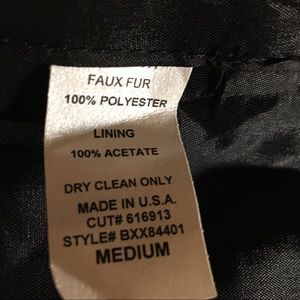 FAUX FUR
100% POLYESTER
LINING
100% ACETATE
DRY CLEAN ONLY
MADE IN U.S.A.
CUT# 616913
STYLE# BXX84401
MEDIUM